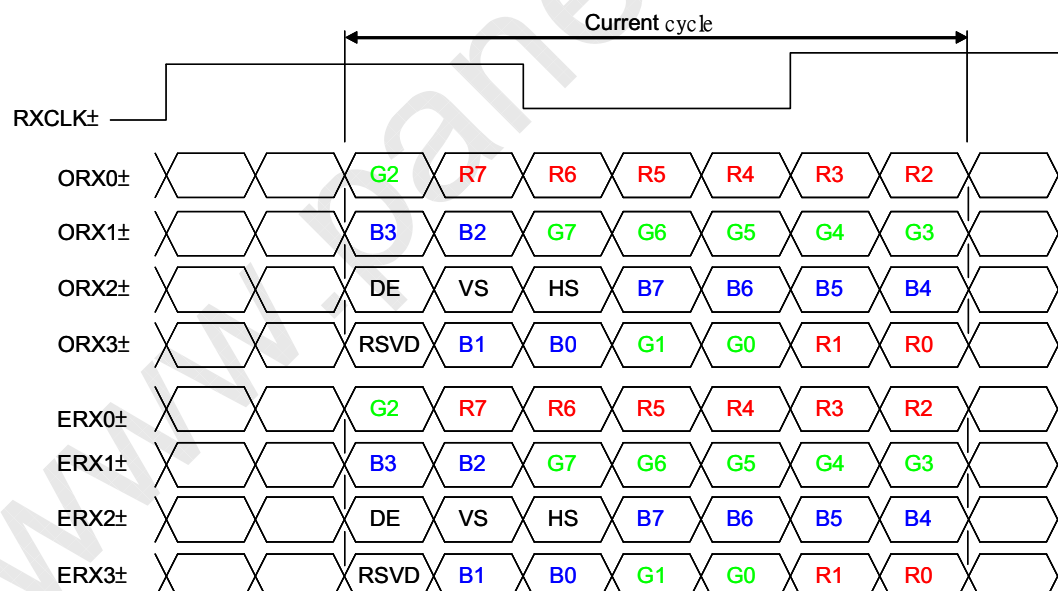 Current cycle
RXCLK±
ORX0± G2 R7 R6 R5 R4 R3 R2
ORX1± B3 B2 G7 G6 G5 G4 G3
ORX2± DE VS HS B7 B6 B5 B4
ORX3± RSVD B1 B0 G1 G0 R1 R0
ERX0± G2 R7 R6 R5 R4 R3 R2
ERX1± B3 B2 G7 G6 G5 G4 G3
ERX2± DE VS HS B7 B6 B5 B4
ERX3± RSVD B1 B0 G1 G0 R1 R0
www.pane